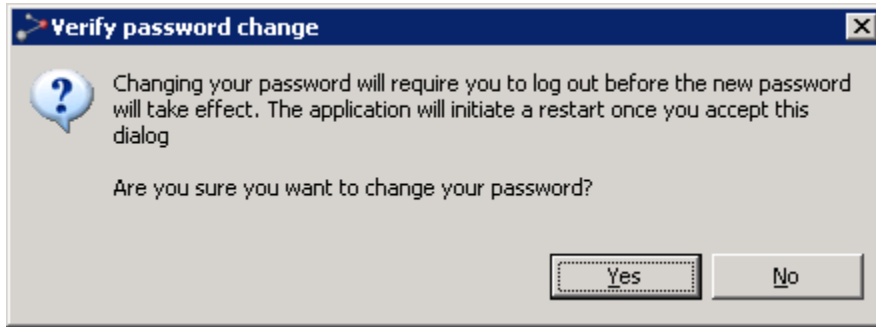 Verify password change
Changing your password will require you to log out before the new password
will take effect. The application will initiate a restart once you accept this
dialog
Are you sure you want to change your password?
Yes
No